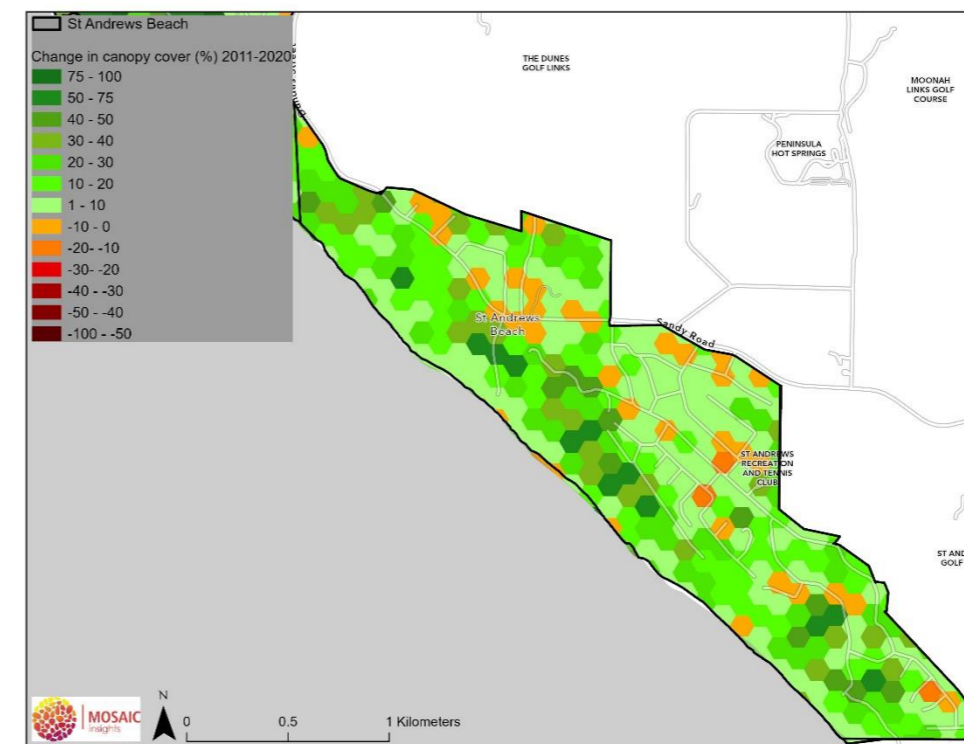 St Andrews Beach
Change in canopy cover (%) 2011-2020
75 - 100
50 - 75
40 - 50
30 - 40
20 - 30
10 - 20
1 - 10
-10 - 0
-20- -10
-30- -20
-40 - -30
-50 - -40
-100 - -50
THE DUNES
GOLF LINKS
MOONAH
LINKS GOLF
COURSE
PENINSULA
HOT SPRINGS
St Andrews
Beach
Sandy Road
ST ANDREWS
RECREATION
AND TENNIS
CLUB
ST AND
GOLF
MOSAIC
insights
N
0 0.5 1 Kilometers